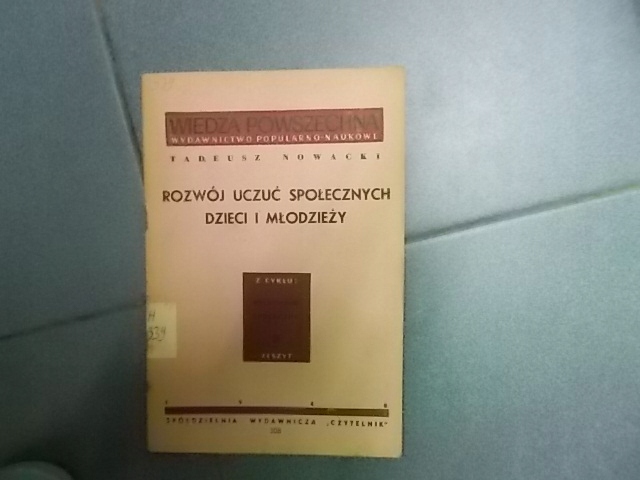 WIEDZA POWSZECHNA
WYDAWNICTWO POPULARNO-NAUKOWE
TADEUSZ NOWACKI
ROZWÓJ UCZUĆ SPOŁECZNYCH
DZIECI I MŁODZIEŻY
Z CYKLU:
ZESZYT
SPÓŁDZIELNIA WYDAWNICZA „CZYTELNIK"